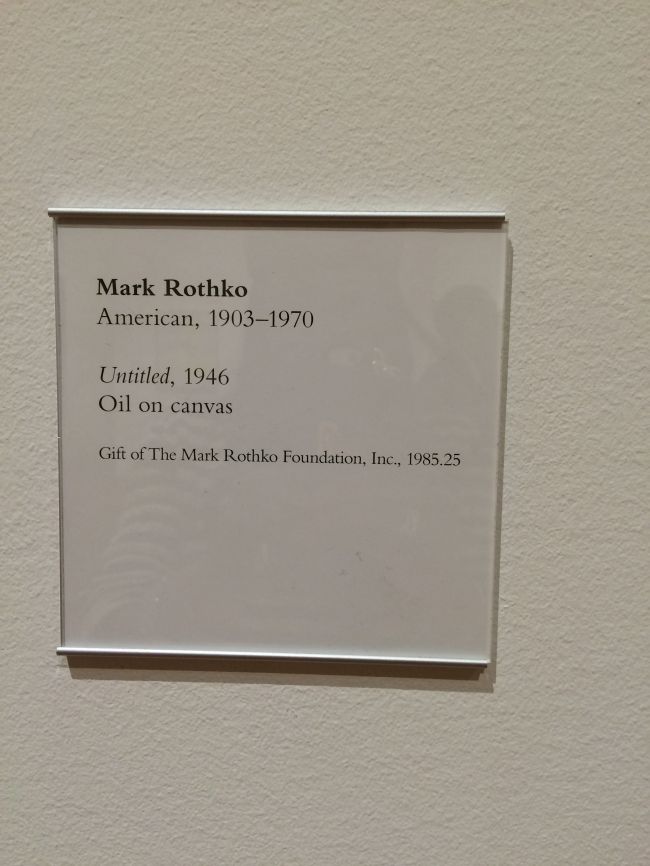 Mark Rothko
American, 1903–1970
Untitled, 1946
Oil on canvas
Gift of The Mark Rothko Foundation, Inc., 1985.25